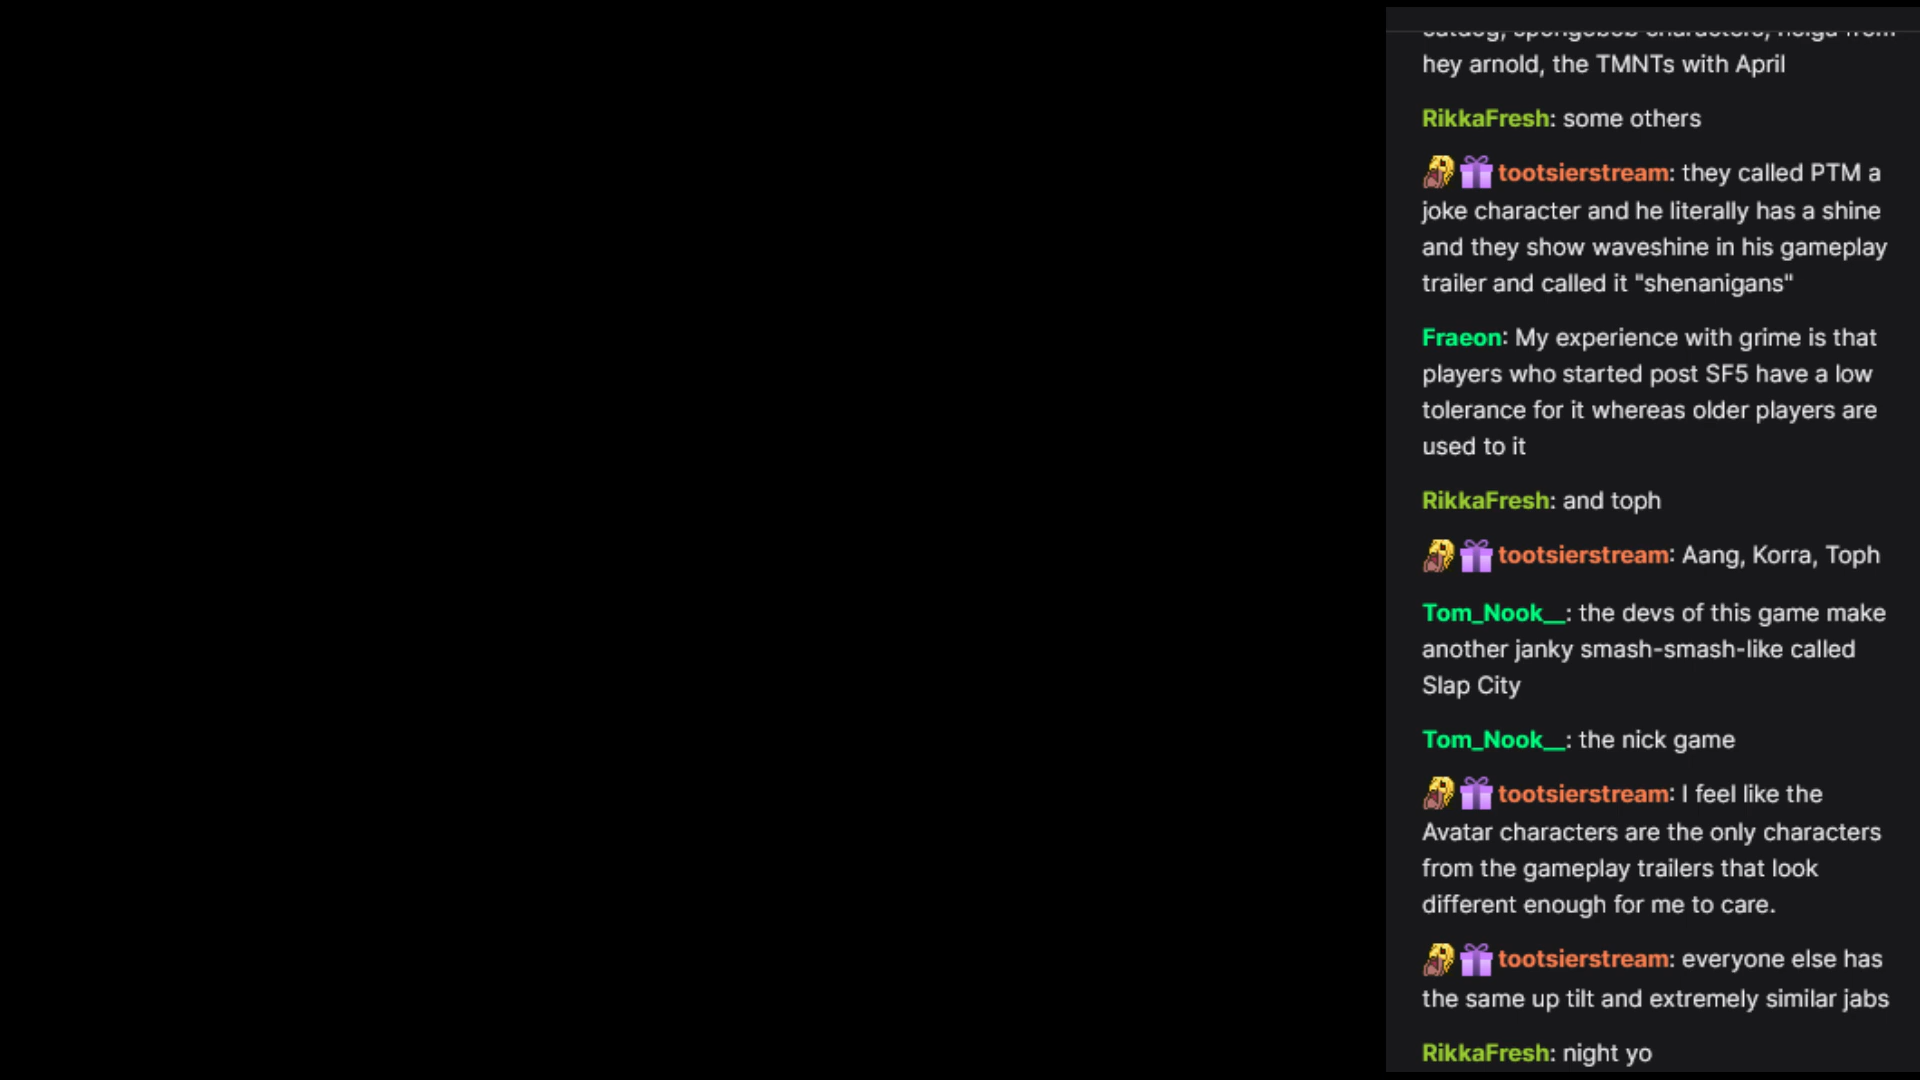 catdog, spongebob characters, helga from
hey arnold, the TMNTs with April
RikkaFresh: some others
tootsierstream: they called PTM a
joke character and he literally has a shine
and they show waveshine in his gameplay
trailer and called it "shenanigans"
Fraeon: My experience with grime is that
players who started post SF5 have a low
tolerance for it whereas older players are
used to it
RikkaFresh: and toph
tootsierstream: Aang, Korra, Toph
Tom_Nook__: the devs of this game make
another janky smash-smash-like called
Slap City
Tom_Nook__: the nick game
tootsierstream: I feel like the
Avatar characters are the only characters
from the gameplay trailers that look
different enough for me to care.
tootsierstream: everyone else has
the same up tilt and extremely similar jabs
RikkaFresh: night yo